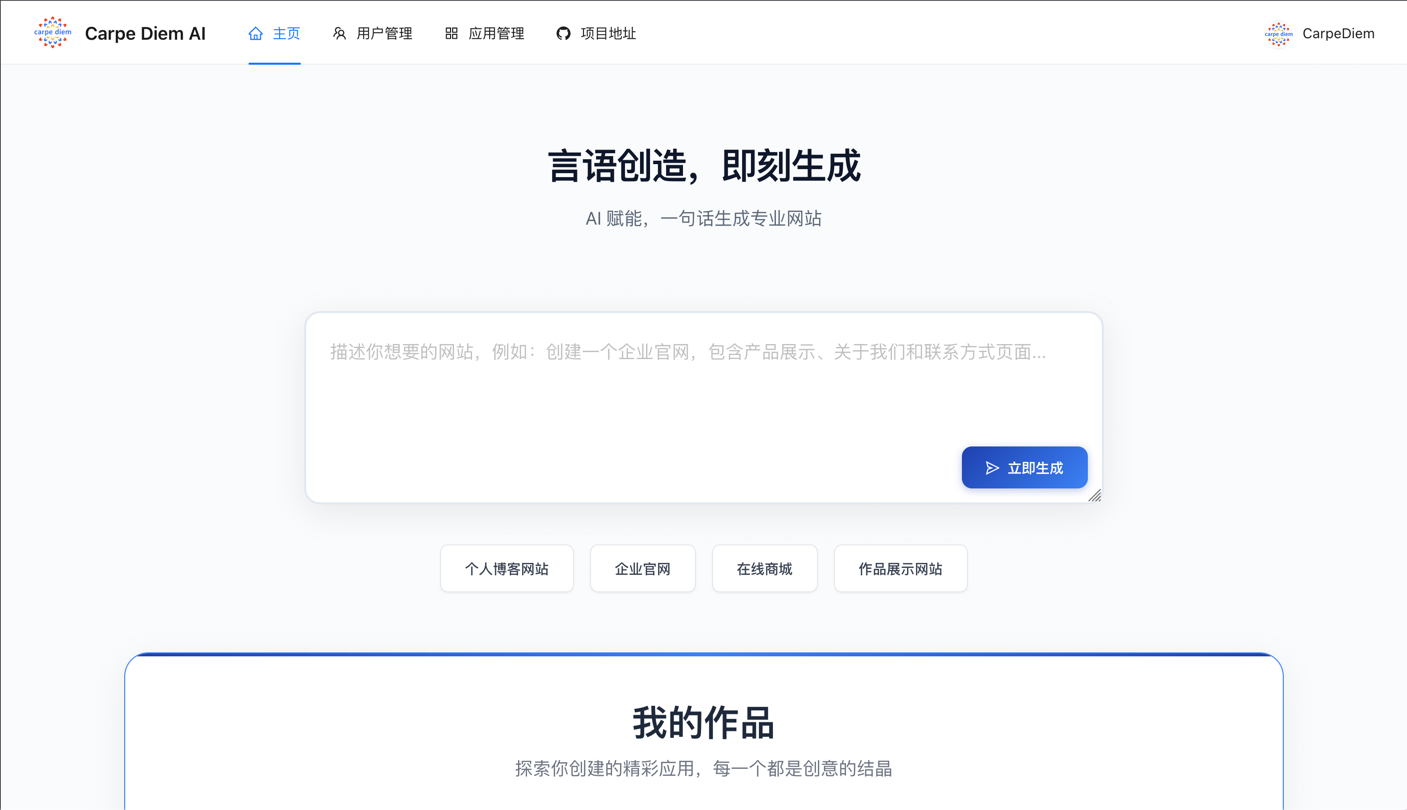 carpe diem
Carpe Diem AI
主页
用户管理
应用管理
项目地址
carpe diem
CarpeDiem
言语创造，即刻生成
AI 赋能，一句话生成专业网站
描述你想要的网站，例如：创建一个企业官网，包含产品展示、关于我们和联系方式页面...
立即生成
个人博客网站
企业官网
在线商城
作品展示网站
我的作品
探索你创建的精彩应用，每一个都是创意的结晶